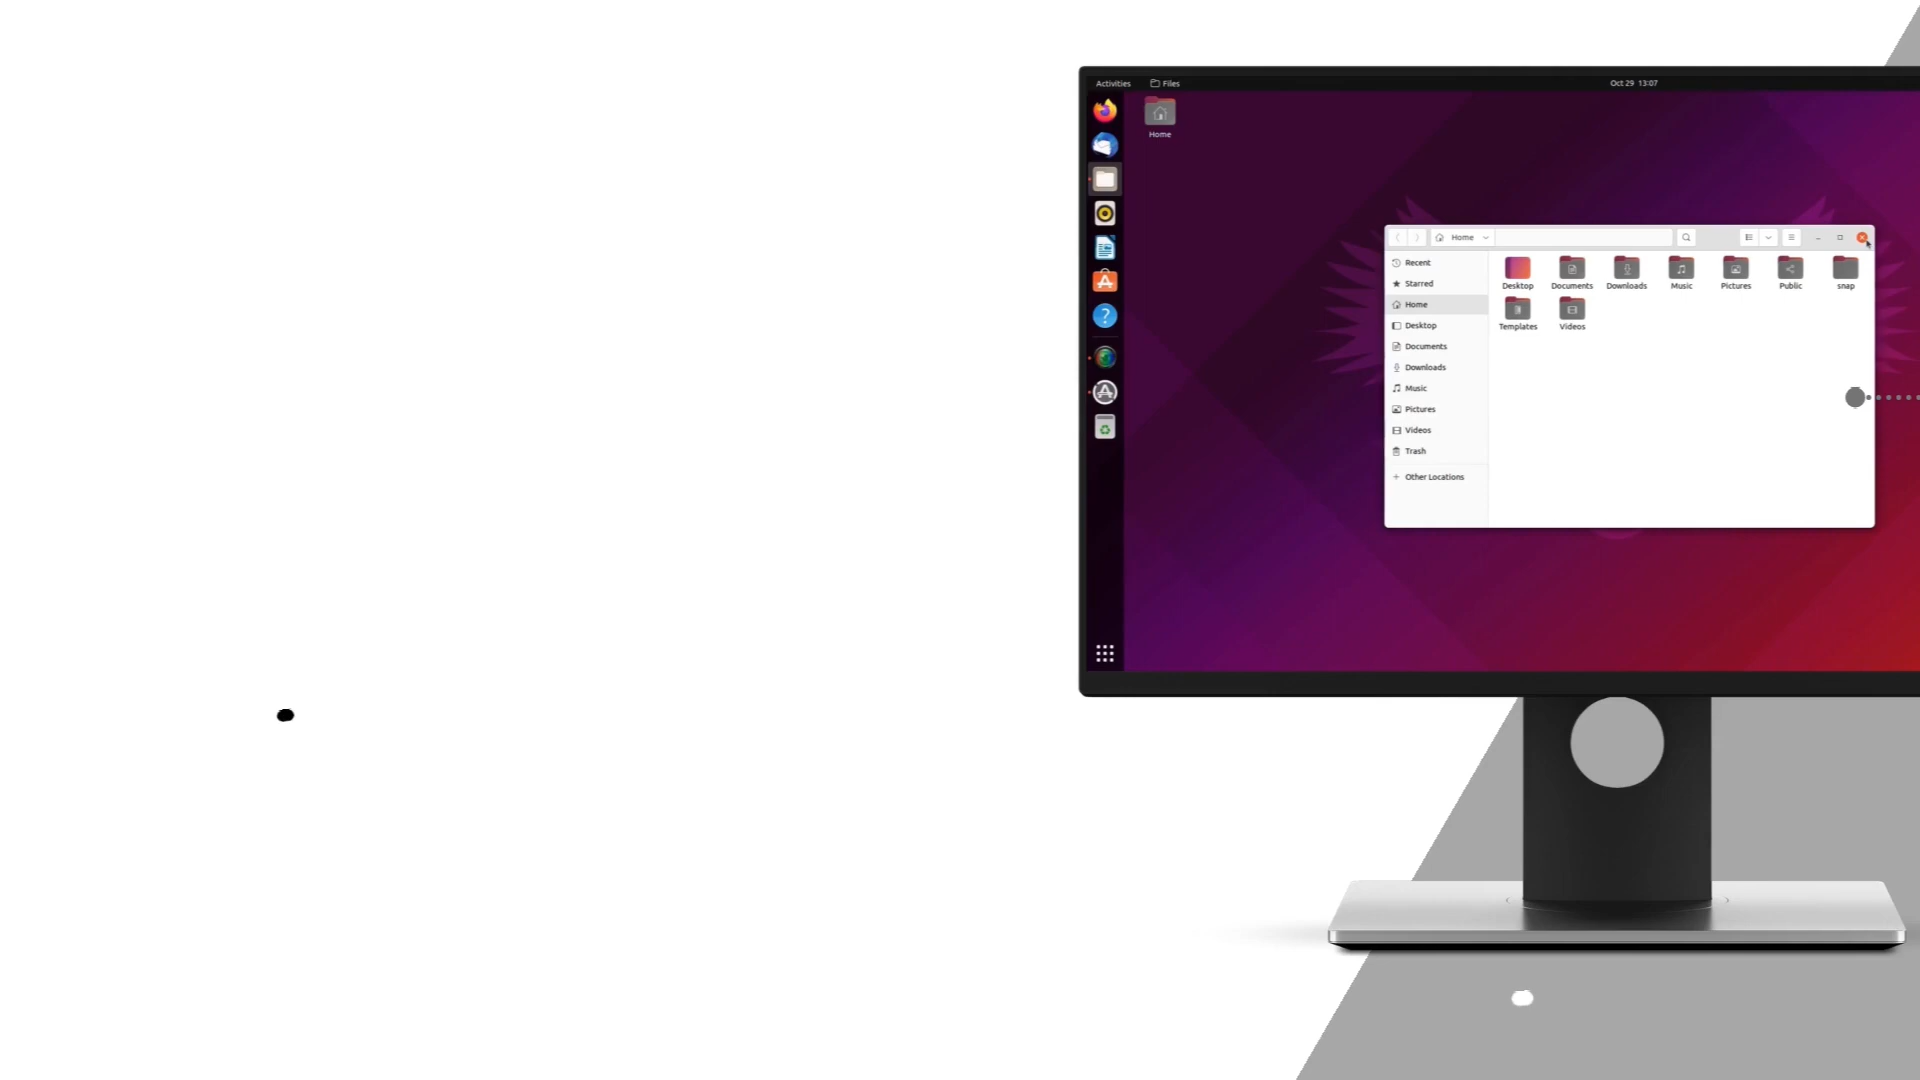 Activities Files Oct 29 13:07
Home
Home
Recent
Starred
Home
Desktop
Documents
Downloads
Music
Pictures
Videos
Trash
Other Locations
Desktop Documents Downloads Music Pictures Public snap
Templates Videos